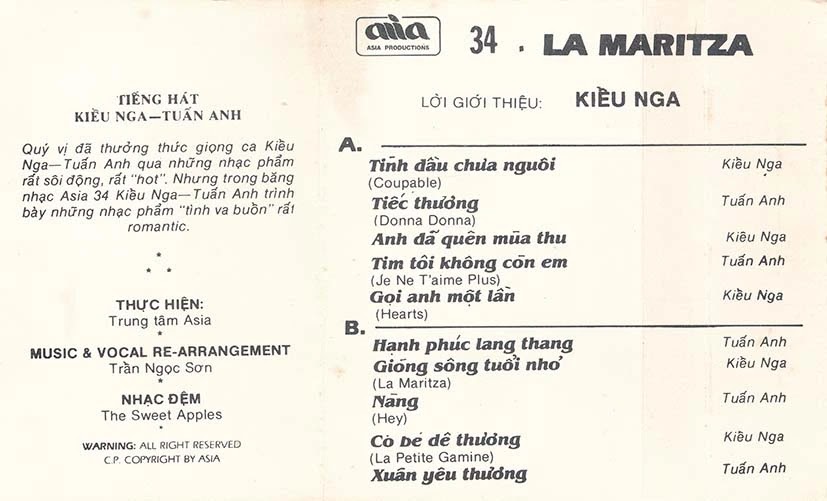 TIẾNG HÁT
KIỀU NGA—TUẤN ANH
Quý vị đã thưởng thức giọng ca Kiều
Nga—Tuấn Anh qua những nhạc phẩm
rất sôi động, rất "hot". Nhưng trong băng
nhạc Asia 34 Kiều Nga—Tuấn Anh trình
bày những nhạc phẩm "tình va buồn" rất
romantic.
*
* *
THỰC HIỆN:
Trung tâm Asia
*
MUSIC & VOCAL RE-ARRANGEMENT
Trần Ngọc Sơn
*
NHẠC ĐỆM
The Sweet Apples
*
WARNING: ALL RIGHT RESERVED
C.P. COPYRIGHT BY ASIA
asia
ASIA PRODUCTIONS
34 . LA MARITZA
LỜI GIỚI THIỆU: KIỀU NGA
A.
Tình đầu chưa nguôi Kiều Nga
(Coupable)
Tiếc thương Tuấn Anh
(Donna Donna)
Anh đã quên mùa thu Kiều Nga
Tim tôi không còn em Tuấn Anh
(Je Ne T'aime Plus)
Gọi anh một lần Kiều Nga
(Hearts)
B.
Hạnh phúc lang thang Tuấn Anh
Gióng sông tuổi nhỏ Kiều Nga
(La Maritza)
Nàng Tuấn Anh
(Hey)
Cò bé dê thương Kiều Nga
(La Petite Gamine)
Xuân yêu thương Tuấn Anh